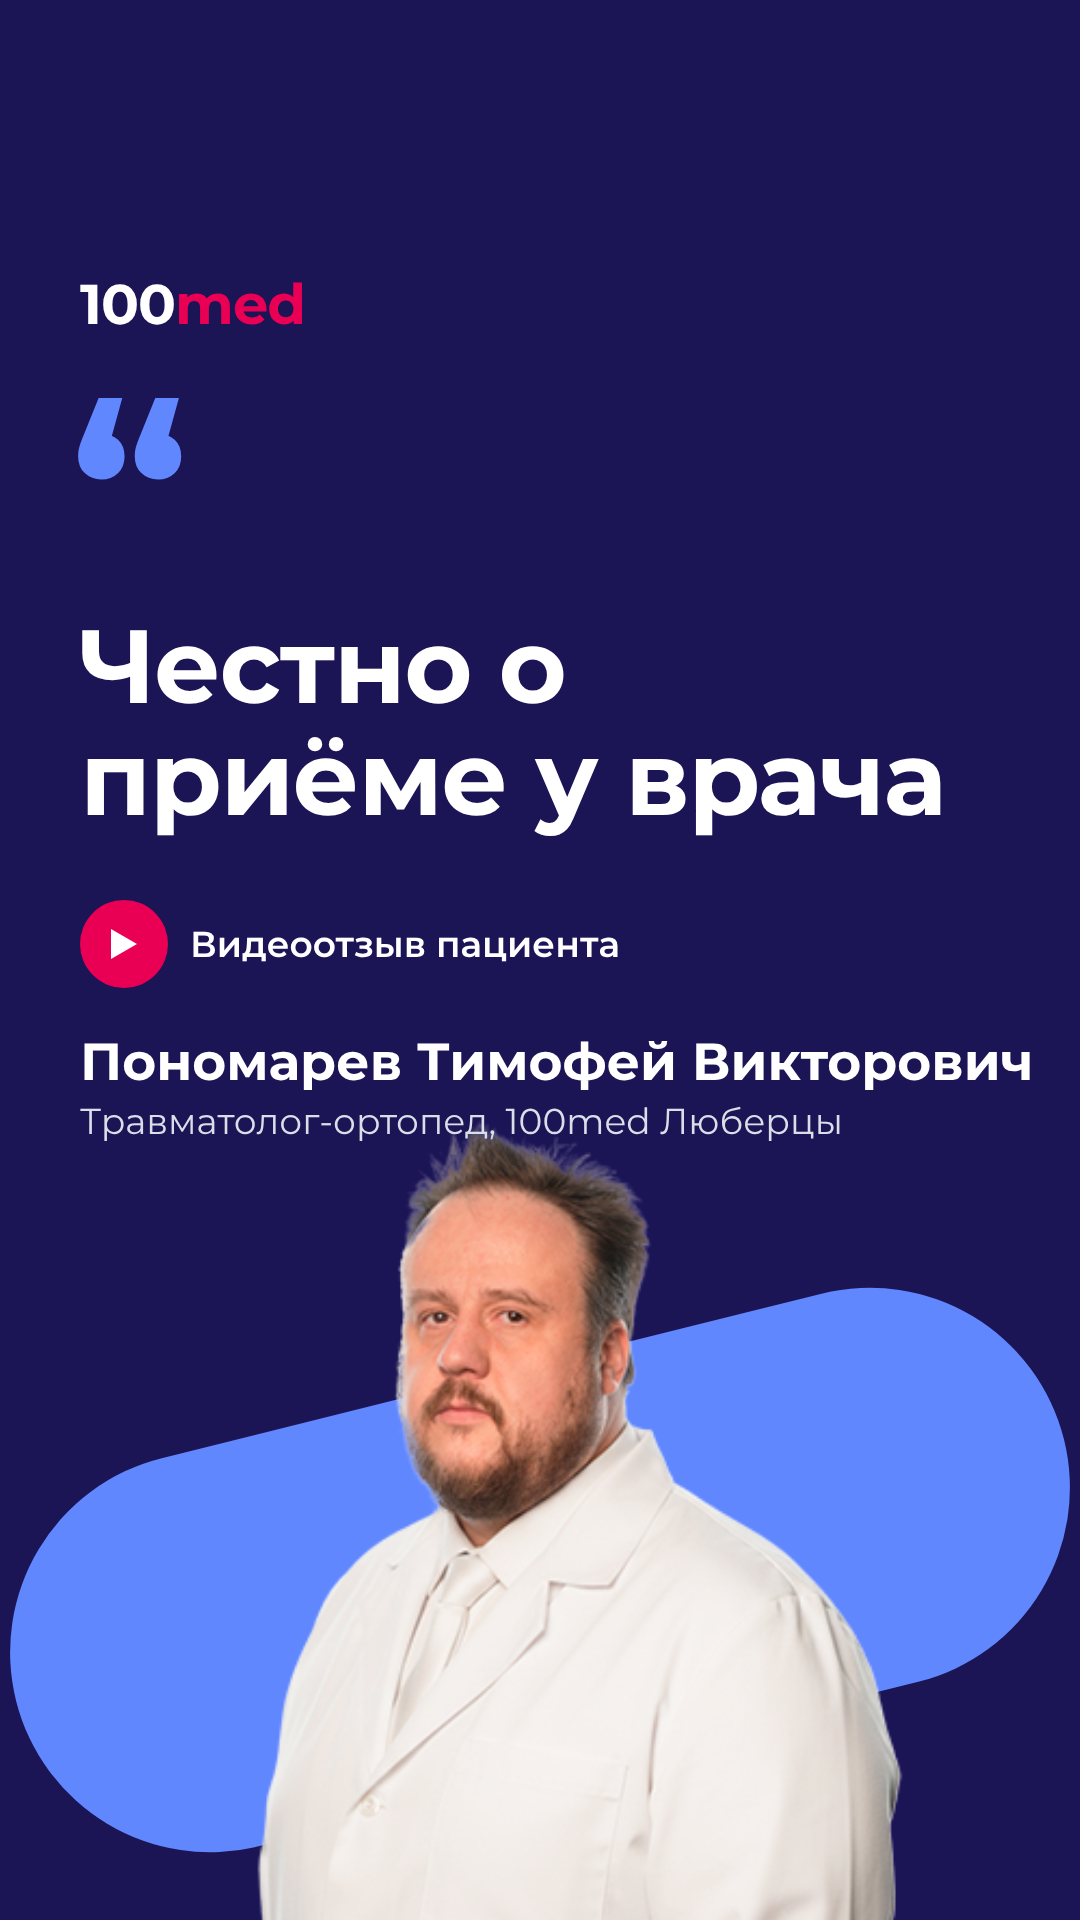 100med
“
Честно о
приёме у врача
Видеоотзыв пациента
Пономарев Тимофей Викторович
Травматолог-ортопед, 100med Люберцы